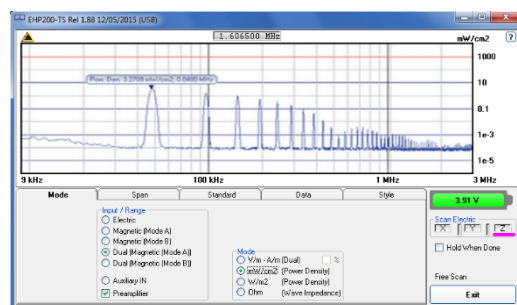 EHP200-TS Rel 1.88 12/05/2015 (USB)
1.606500 MHz
mW/cm2
?
1000
10
0.1
1e-3
1e-5
9 kHz
100 kHz
1 MHz
3 MHz
Mode
Span
Standard
Data
Style
Input / Range
Electric
Magnetic (Mode A)
Magnetic (Mode B)
Dual (Magnetic (Mode A))
Dual (Magnetic (Mode B))
Auxiliary IN
Preamplifier
Mode
V/m - A/m (Dual) %
mW/cm2 (Power Density)
W/m2 (Power Density)
Ohm (Wave Impedance)
3.91 V
Scan Electric
X Y Z
Hold When Done
Free Scan
Exit